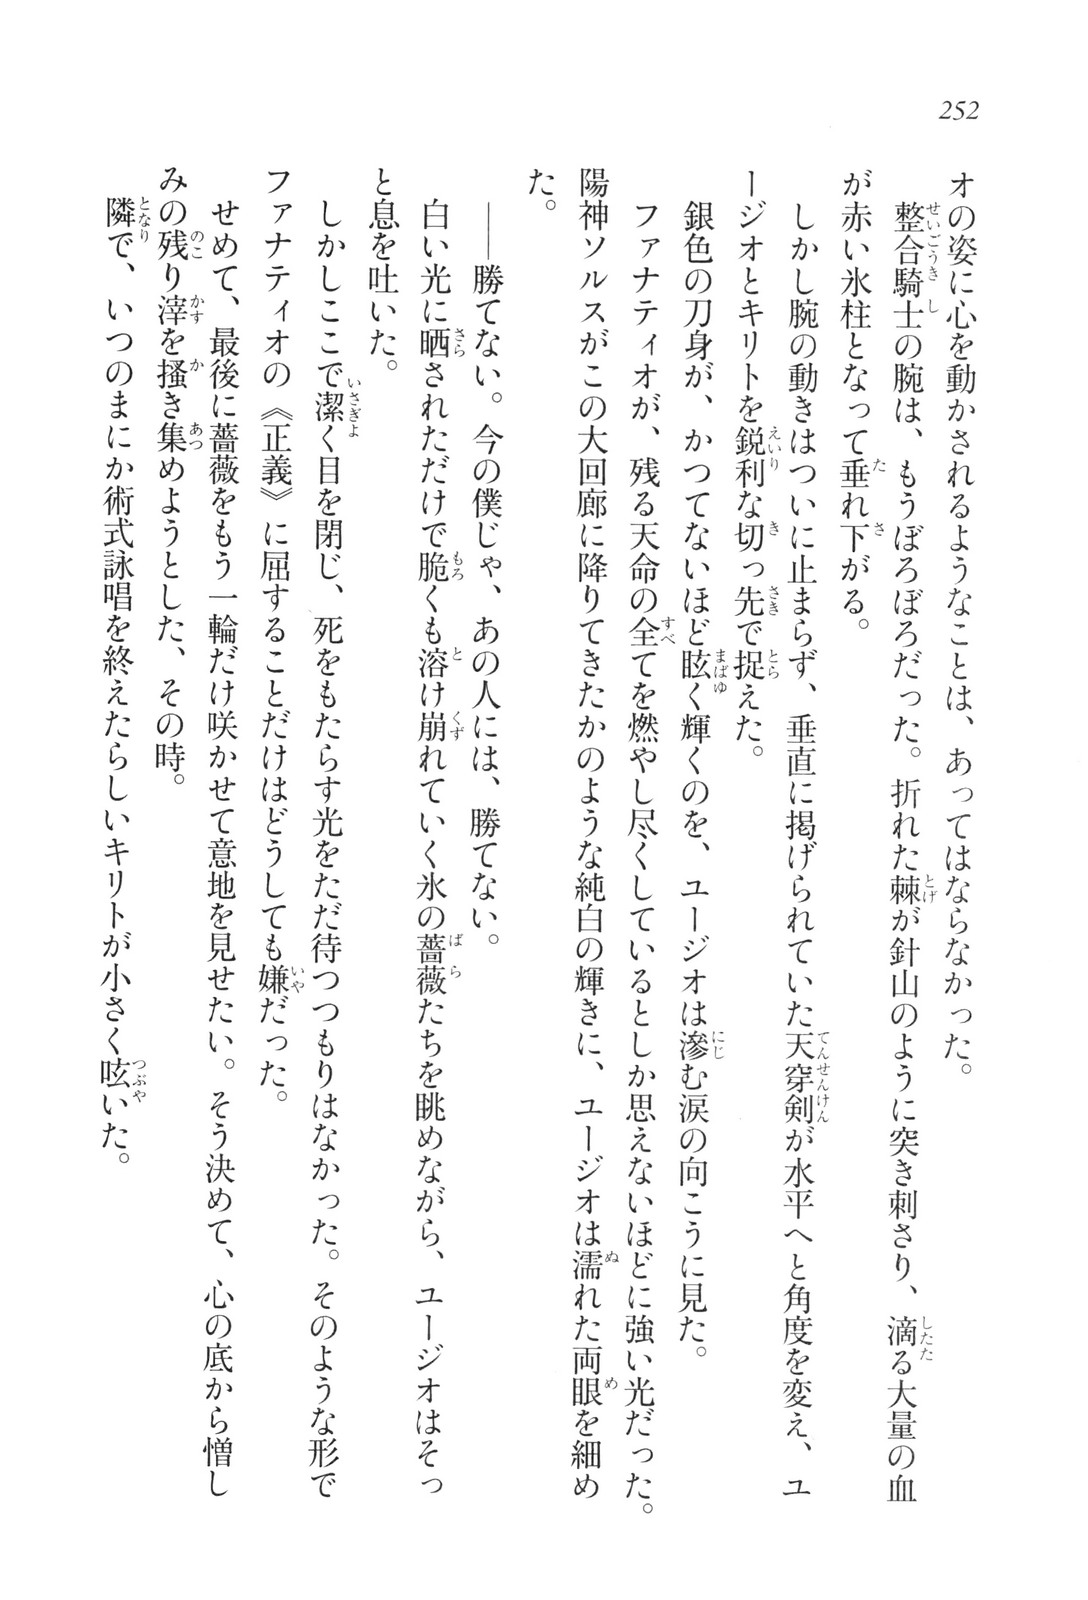 252
オの姿に心を動かされるようなことは、あってはならなかった。
整合騎士の腕は、もうぼろぼろだった。折れた棘が針山のように突き刺さり、滴る大量の血
が赤い氷柱となって垂れ下がる。
しかし腕の動きはついに止まらず、垂直に掲げられていた天穿剣が水平へと角度を変え、ユ
ージオとキリトを鋭利な切っ先で捉えた。
銀色の刀身が、かつてないほど眩く輝くのを、ユージオは滲む涙の向こうに見た。
ファナティオが、残る天命の全てを燃やし尽くしているとしか思えないほどに強い光だった。
陽神ソルスがこの大回廊に降りてきたかのような純白の輝きに、ユージオは濡れた両眼を細め
た。
――勝てない。今の僕じゃ、あの人には、勝てない。
白い光に晒されただけで脆くも溶け崩れていく氷の薔薇たちを眺めながら、ユージオはそっ
と息を吐いた。
しかしここで潔く目を閉じ、死をもたらす光をただ待つつもりはなかった。そのような形で
ファナティオの《正義》に屈することだけはどうしても嫌だった。
せめて、最後に薔薇をもう一輪だけ咲かせて意地を見せたい。そう決めて、心の底から憎し
みの残り滓を掻き集めようとした、その時。
隣で、いつのまにか術式詠唱を終えたらしいキリトが小さく呟いた。